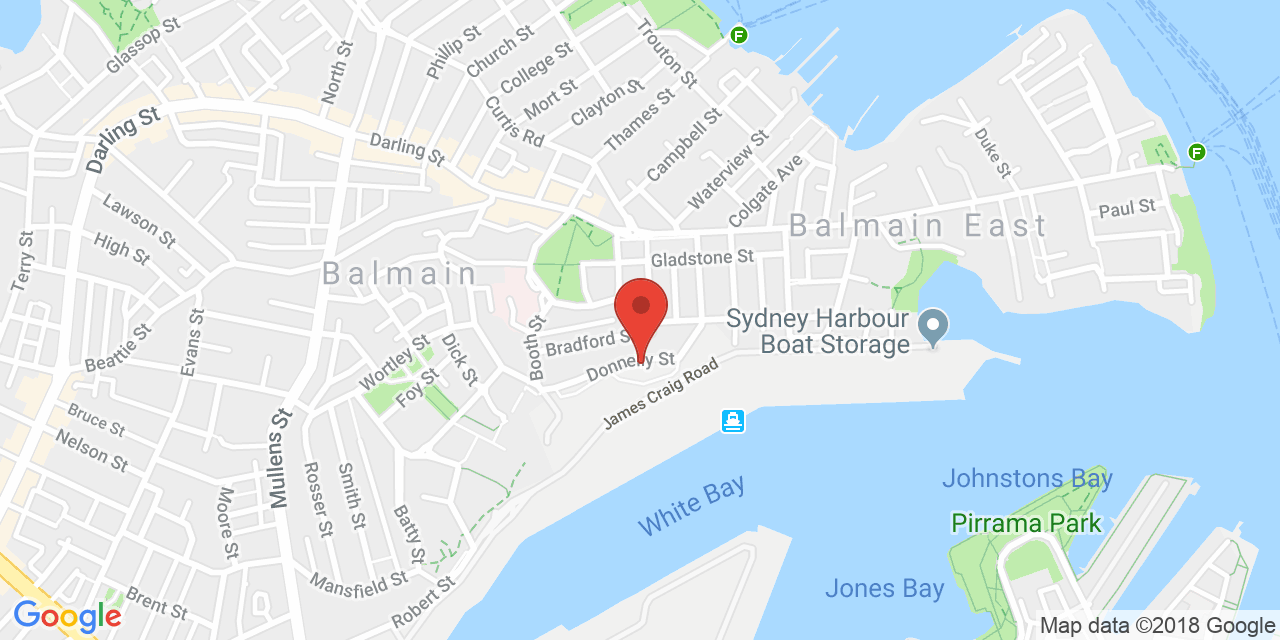 Glassop St
Phillip St
Church St
College St
Mort St
Clayton St
Trouton St
Thames St
Curtis Rd
North St
Darling St
Darling St
Campbell St
Waterview St
Colgate Ave
Duke St
Paul St
F
F
Lawson St
High St
Terry St
Balmain
Balmain East
Gladstone St
Sydney Harbour
Boat Storage
Evans St
Beattie St
Wortley St
Dick St
Booth St
Bradford S
Donnelly St
James Craig Road
Foy St
Bruce St
Nelson St
Mullens St
Moore St
Rosser St
Smith St
Batty St
Mansfield St
Robert St
Brent St
White Bay
Johnstons Bay
Pirrama Park
Jones Bay
Google
Map data ©2018 Google